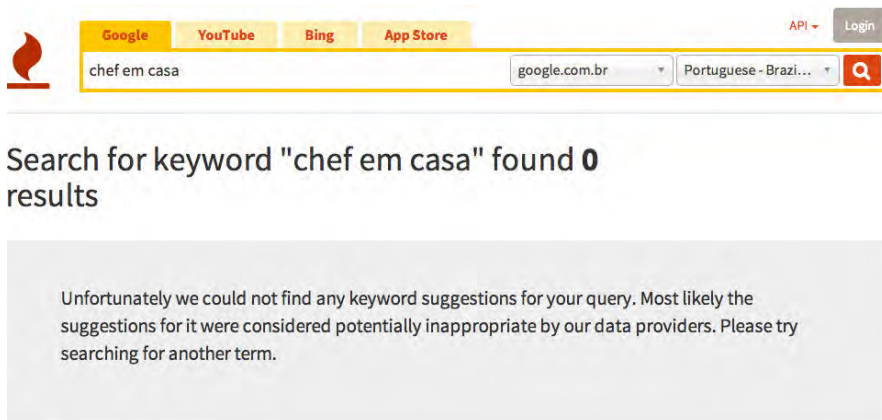 Google YouTube Bing App Store API Login
chef em casa google.com.br Portuguese - Brazi...
Search for keyword "chef em casa" found 0
results
Unfortunately we could not find any keyword suggestions for your query. Most likely the
suggestions for it were considered potentially inappropriate by our data providers. Please try
searching for another term.